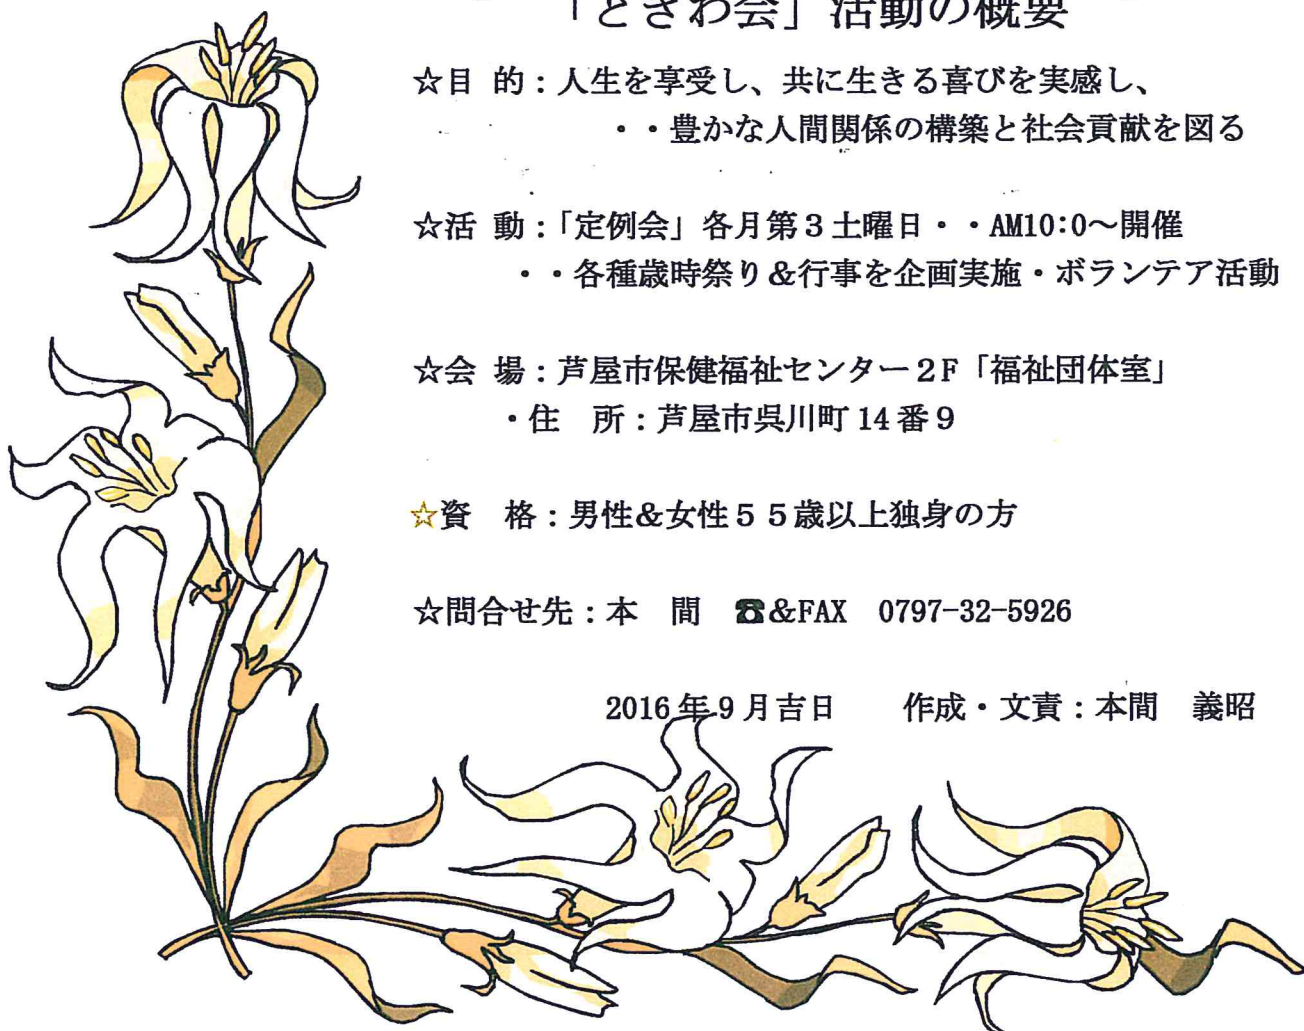 「ときわ会」活動の概要
☆目 的：人生を享受し、共に生きる喜びを実感し、
・・豊かな人間関係の構築と社会貢献を図る
☆活 動：「定例会」各月第３土曜日・・AM10:0～開催
・・各種歳時祭り＆行事を企画実施・ボランテア活動
☆会 場：芦屋市保健福祉センター２F「福祉団体室」
・住　所：芦屋市呉川町14番９
☆資　格：男性&女性５５歳以上独身の方
☆問合せ先：本　間　☎&FAX　0797-32-5926
2016年9月吉日　　作成・文責：本間　義昭